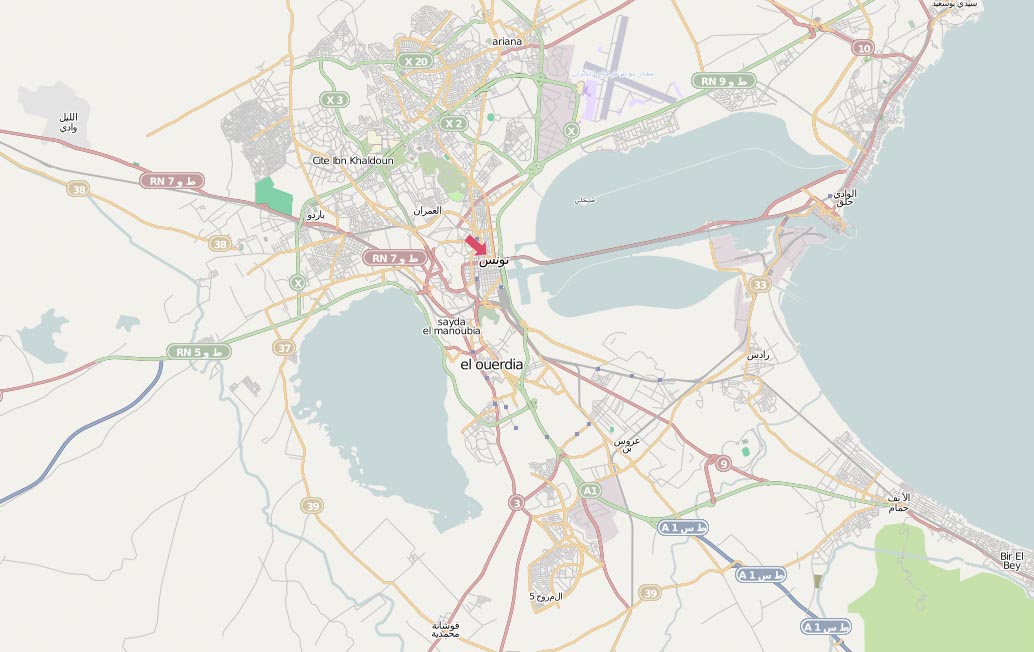 سيدي بوسعيد
ariana
10
X 20
RN 9 ط و
X 3
الليل
وادي
X 2
X
Cite Ibn Khaldoun
RN 7 ط و
38
الوادي
حلق
شيكلي
العمران
باردو
38
RN 7 ط و
تونس
X
33
sayda
el manoubia
37
RN 5 ط و
رادس
el ouerdia
عروس
بن
9
A1
39
3
الأنف
حمام
A 1 ط س
Bir El
Bey
A 1 ط س
39
المروج 5
فوشانة
محمدية
A 1 ط س